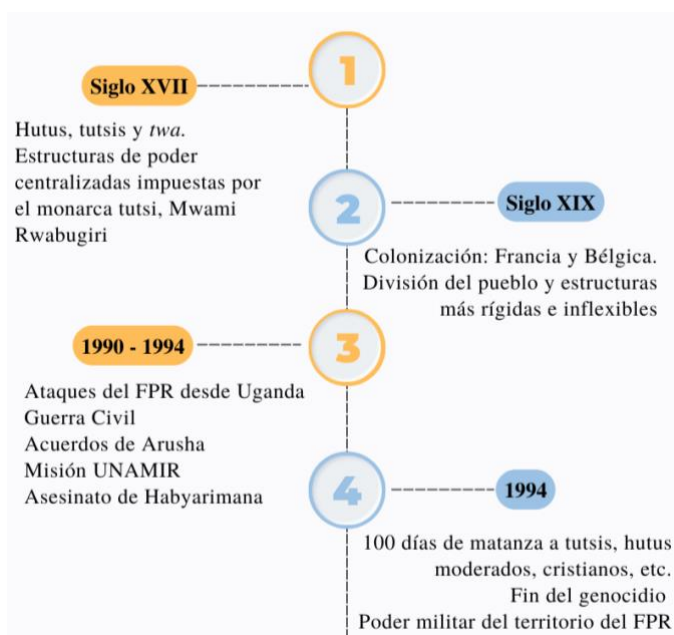 1
Siglo XVII
Hutus, tutsis y twa.
Estructuras de poder
centralizadas impuestas por
el monarca tutsi, Mwami
Rwabugiri
2
Siglo XIX
Colonización: Francia y Bélgica.
División del pueblo y estructuras
más rígidas e inflexibles
3
1990 - 1994
Ataques del FPR desde Uganda
Guerra Civil
Acuerdos de Arusha
Misión UNAMIR
Asesinato de Habyarimana
4
1994
100 días de matanza a tutsis, hutus
moderados, cristianos, etc.
Fin del genocidio
Poder militar del territorio del FPR